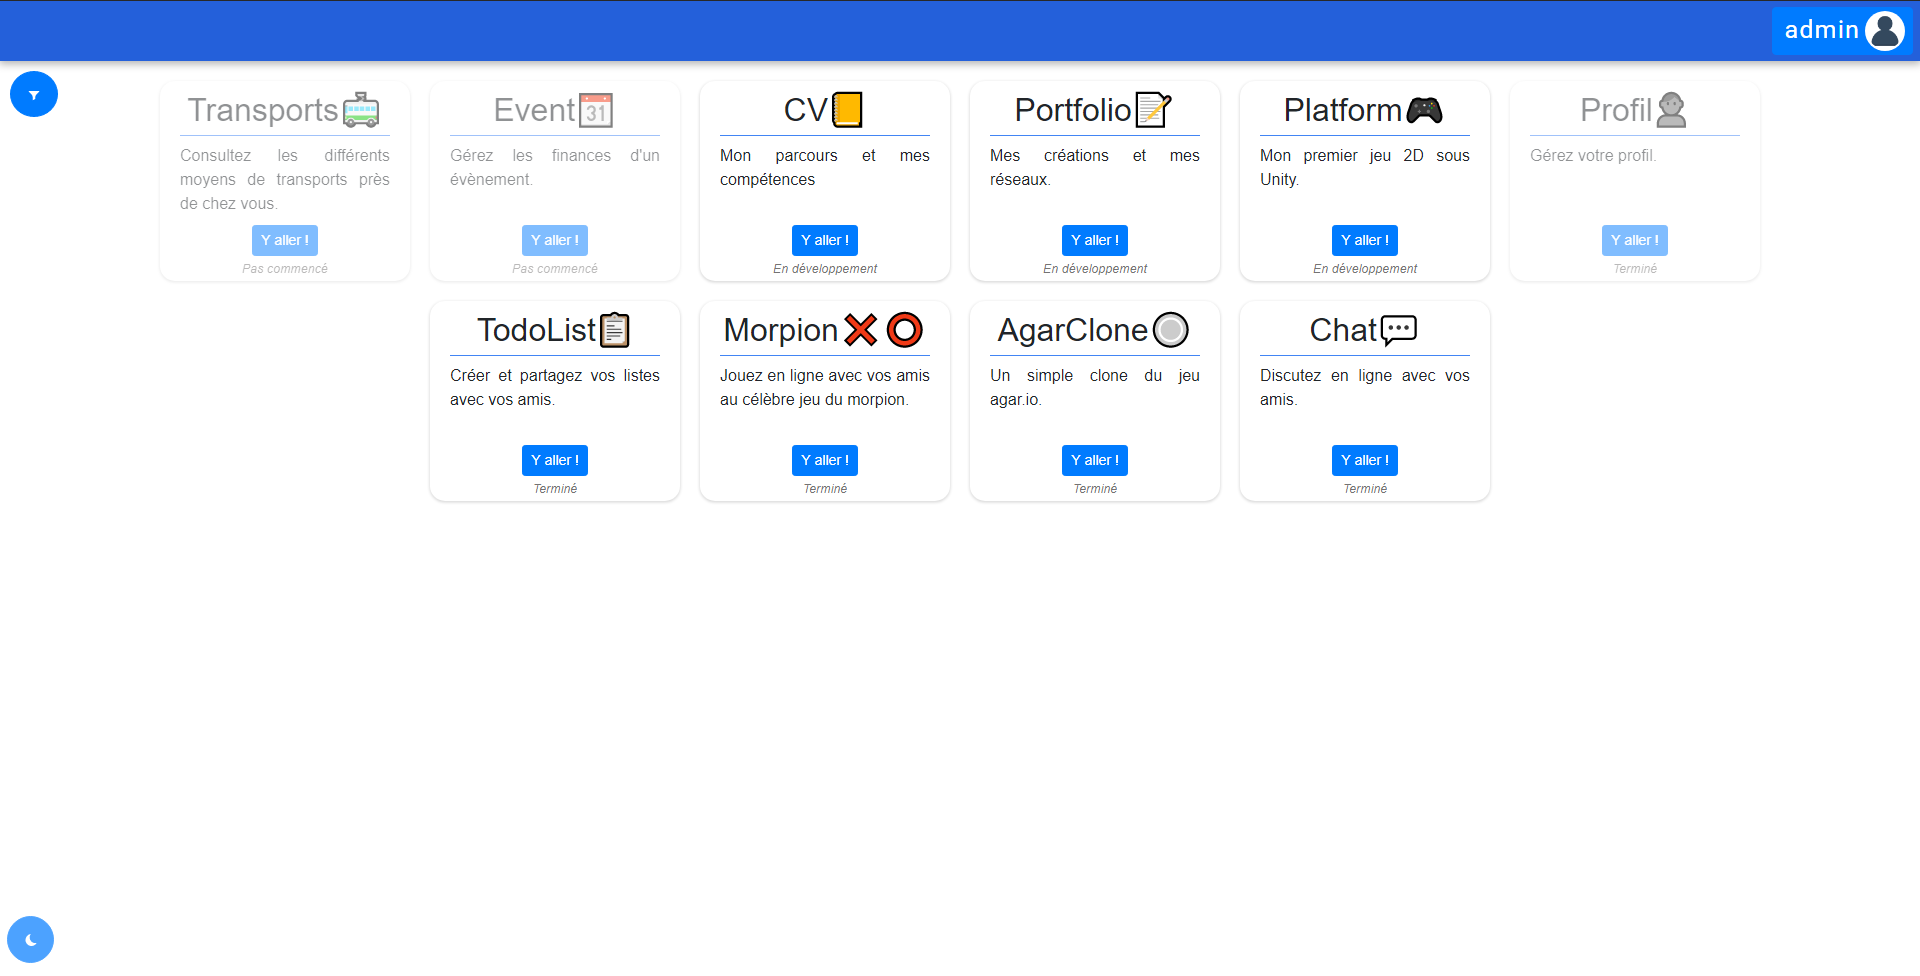 admin
Transports
Consultez les différents
moyens de transports près
de chez vous.
Y aller !
Pas commencé
Event
31
Gérez les finances d'un
évènement.
Y aller !
Pas commencé
CV
Mon parcours et mes
compétences
Y aller !
En développement
Portfolio
Mes créations et mes
réseaux.
Y aller !
En développement
Platform
Mon premier jeu 2D sous
Unity.
Y aller !
En développement
Profil
Gérez votre profil.
Y aller !
Terminé
TodoList
Créer et partagez vos listes
avec vos amis.
Y aller !
Terminé
Morpion
Jouez en ligne avec vos amis
au célèbre jeu du morpion.
Y aller !
Terminé
AgarClone
Un simple clone du jeu
agar.io.
Y aller !
Terminé
Chat
Discutez en ligne avec vos
amis.
Y aller !
Terminé